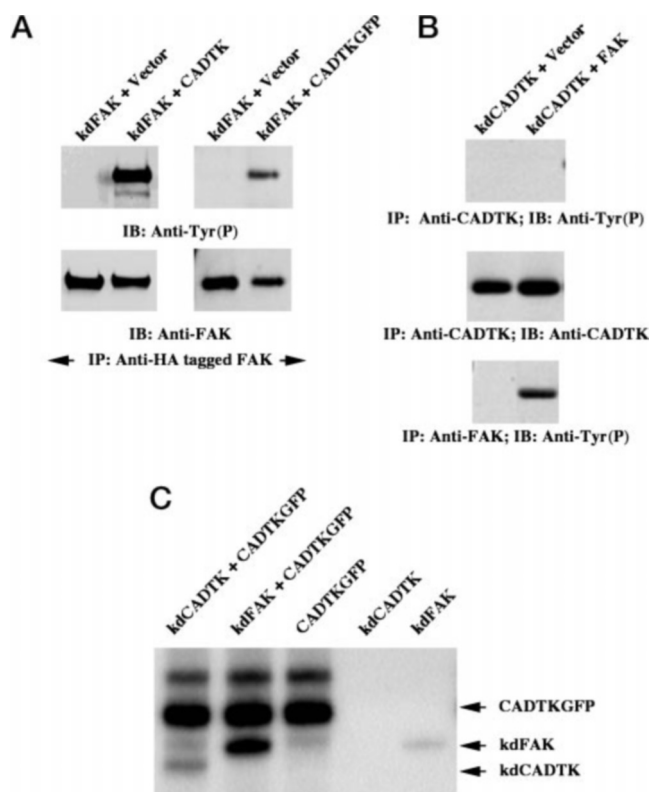 A
B
kdFAK + Vector
kdFAK + CADTK
kdFAK + Vector
kdFAK + CADTKGFP
kdCADTK + Vector
kdCADTK + FAK
IB: Anti-Tyr(P)
IB: Anti-FAK
IP: Anti-HA tagged FAK
IP: Anti-CADTK; IB: Anti-Tyr(P)
IP: Anti-CADTK; IB: Anti-CADTK
IP: Anti-FAK; IB: Anti-Tyr(P)
C
kdCADTK + CADTKGFP
kdFAK + CADTKGFP
CADTKGFP
kdCADTK
kdFAK
CADTKGFP
kdFAK
kdCADTK